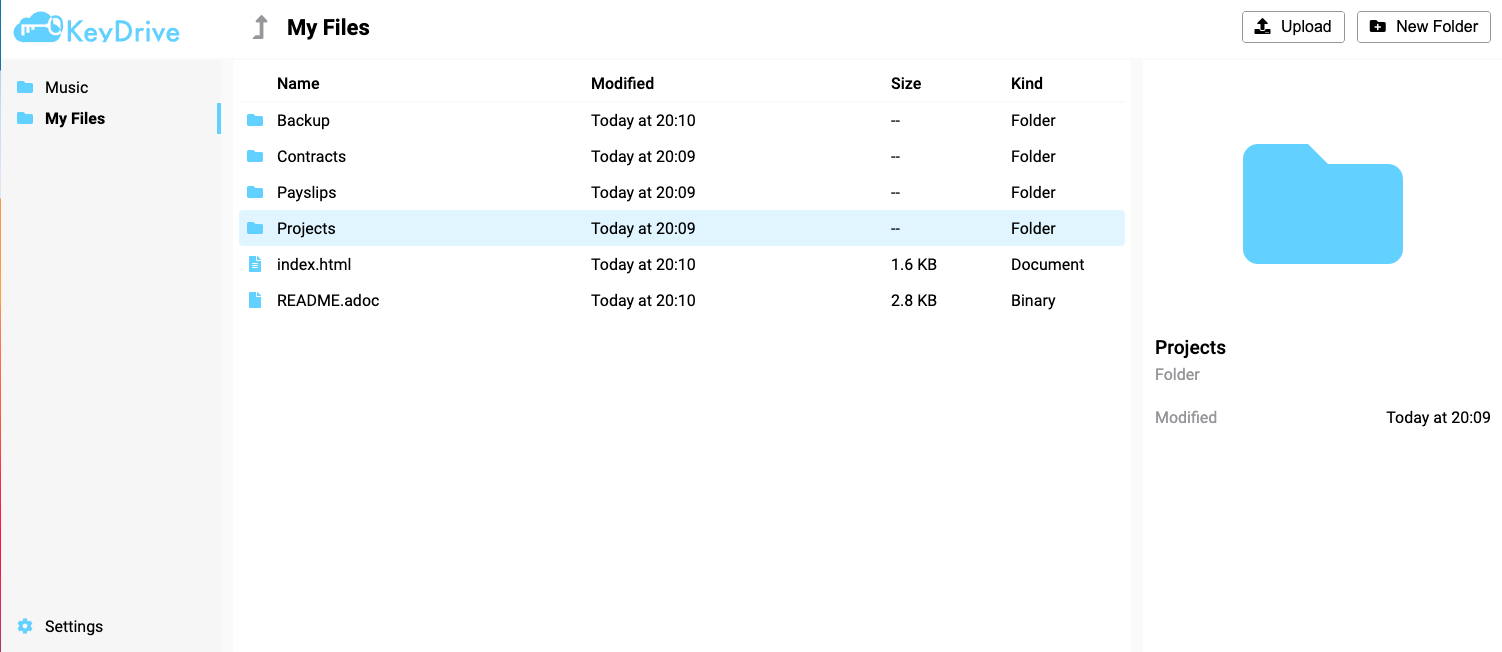 KeyDrive
My Files
Upload
New Folder
Music
My Files
Settings
Name Modified Size Kind
Backup Today at 20:10 -- Folder
Contracts Today at 20:09 -- Folder
Payslips Today at 20:09 -- Folder
Projects Today at 20:09 -- Folder
index.html Today at 20:10 1.6 KB Document
README.adoc Today at 20:10 2.8 KB Binary
Projects
Folder
Modified Today at 20:09